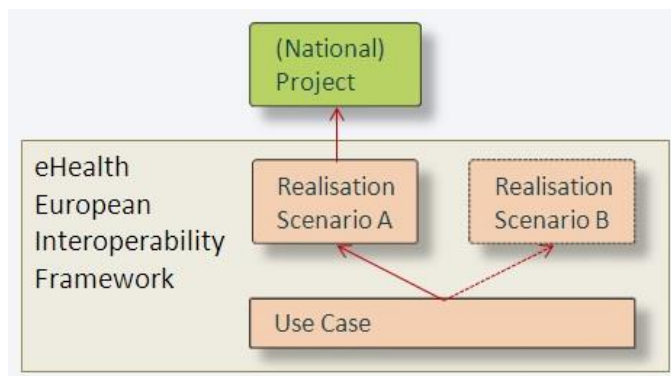 (National)
Project
eHealth
European
Interoperability
Framework
Realisation
Scenario A
Realisation
Scenario B
Use Case